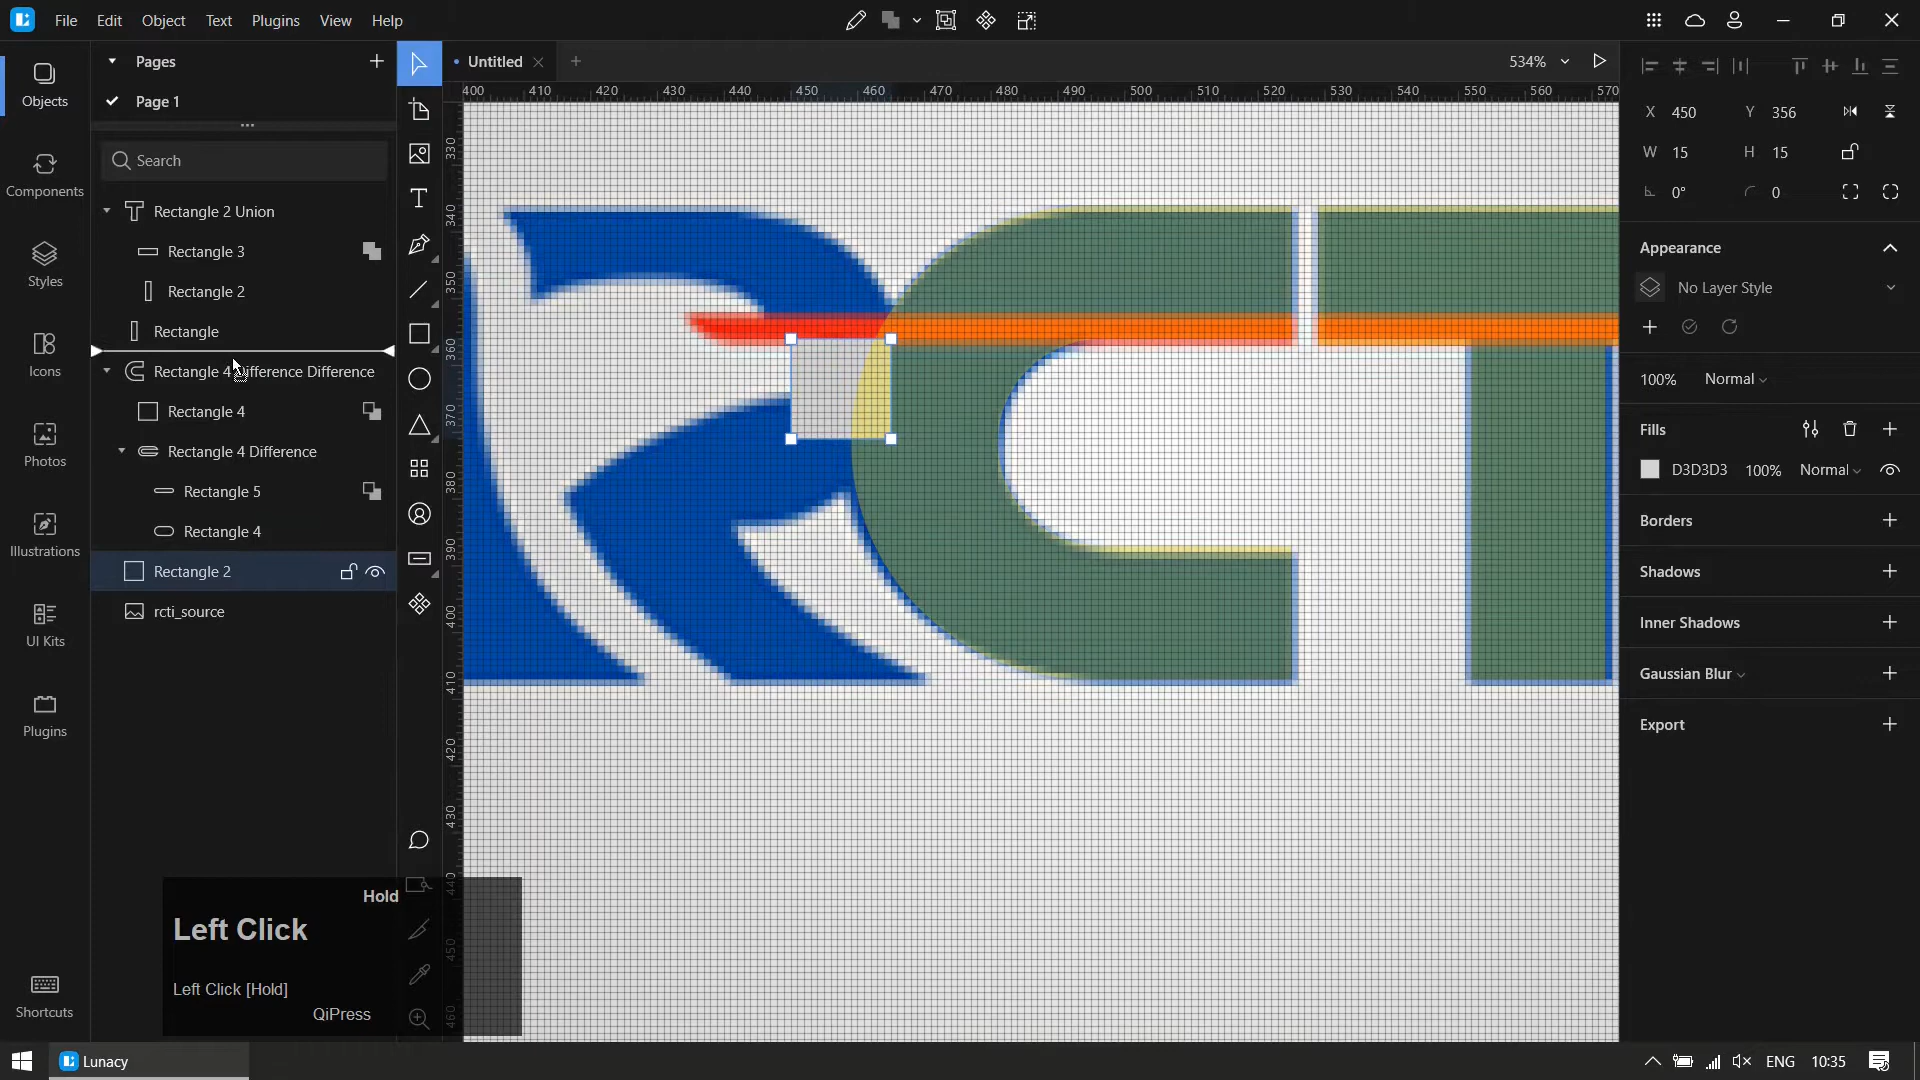 File Edit Object Text Plugins View Help
Objects
Components
Styles
Icons
Photos
Illustrations
UI Kits
Plugins
Shortcuts
Pages
Page 1
Search
Rectangle 2 Union
Rectangle 3
Rectangle 2
Rectangle
Rectangle 4 Difference Difference
Rectangle 4
Rectangle 4 Difference
Rectangle 5
Rectangle 4
Rectangle 2
rcti_source
Untitled
534%
400 410 420 430 440 450 460 470 480 490 500 510 520 530 540 550 560 570
330
340
350
360
370
380
390
400
410
420
430
440
450
460
X 450 Y 356
W 15 H 15
0° 0
Appearance
No Layer Style
100% Normal
Fills
D3D3D3 100% Normal
Borders
Shadows
Inner Shadows
Gaussian Blur
Export
Hold
Left Click
Left Click [Hold]
QiPress
Lunacy
ENG 10:35